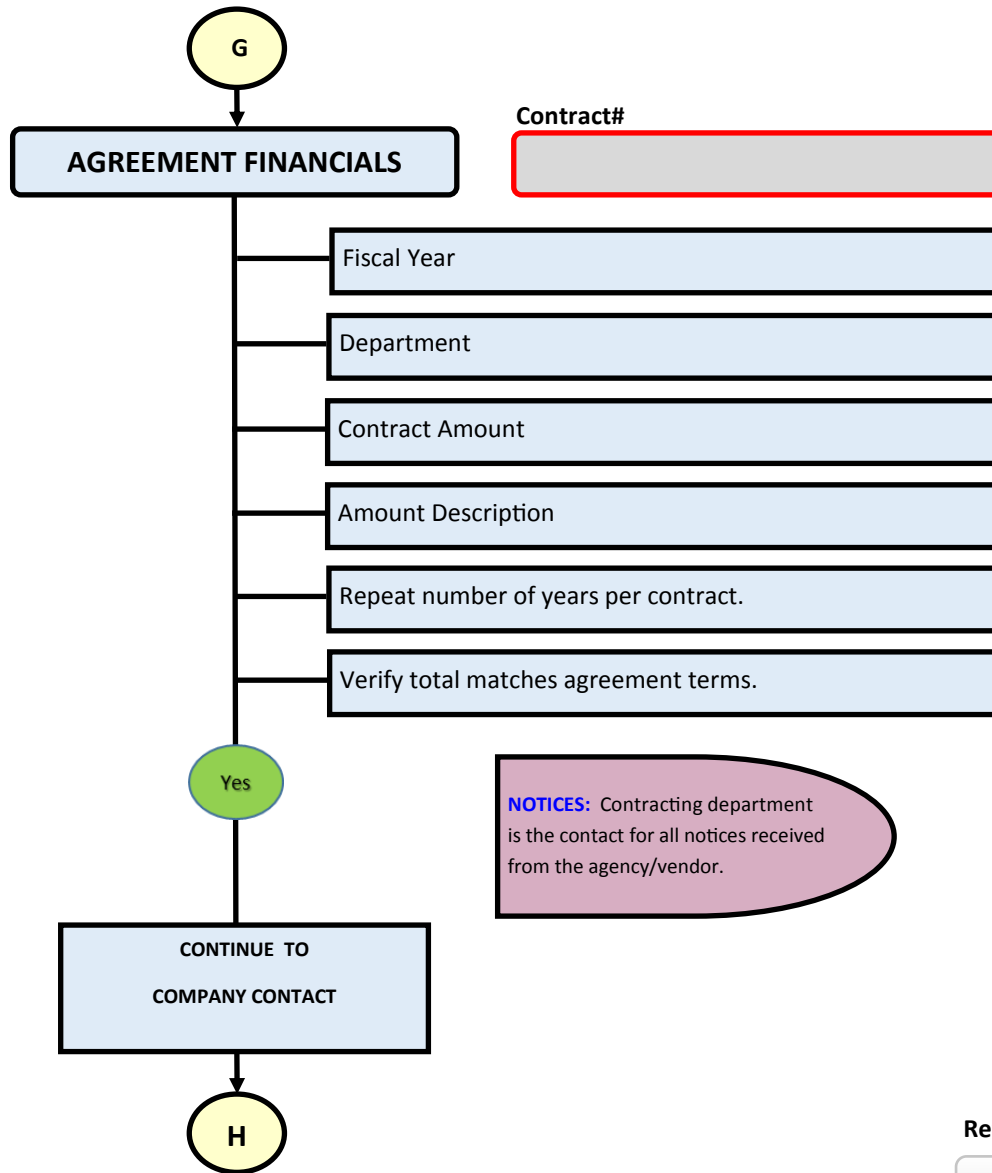 G
Contract#
AGREEMENT FINANCIALS
Fiscal Year
Department
Contract Amount
Amount Description
Repeat number of years per contract.
Verify total matches agreement terms.
Yes
NOTICES: Contracting department
is the contact for all notices received
from the agency/vendor.
CONTINUE TO
COMPANY CONTACT
H
Re